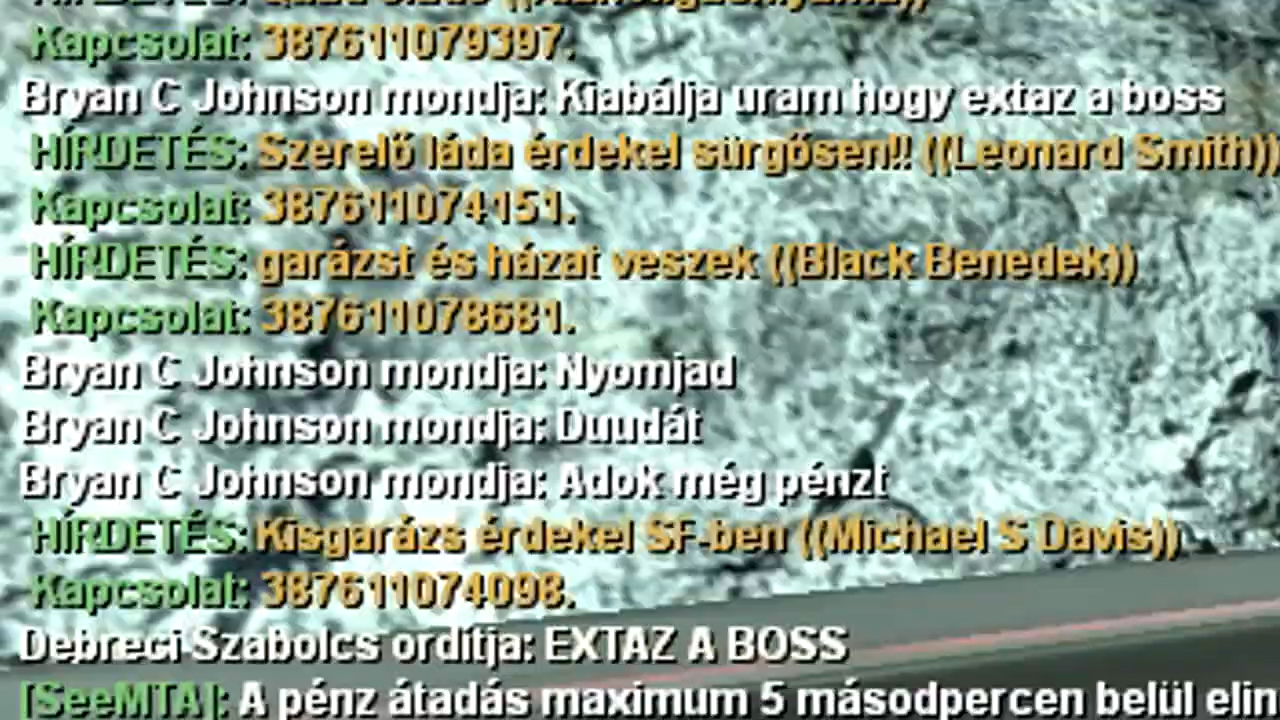 Kapcsolat: 387611079397.
Bryan C Johnson mondja: Kiabálja uram hogy extaz a boss
HÍRDETÉS: Szerelő láda érdekel sürgősen!! ((Leonard Smith))
Kapcsolat: 387611074151.
HÍRDETÉS: garázst és házat veszek ((Black Benedek))
Kapcsolat: 387611078681.
Bryan C Johnson mondja: Nyomjad
Bryan C Johnson mondja: Duudát
Bryan C Johnson mondja: Adok még pénzt
HÍRDETÉS: Kisgarázs érdekel SF-ben ((Michael S Davis))
Kapcsolat: 387611074098.
Debreci Szabolcs ordítja: EXTAZ A BOSS
[SeeMTA]: A pénz átadás maximum 5 másodpercen belül elin